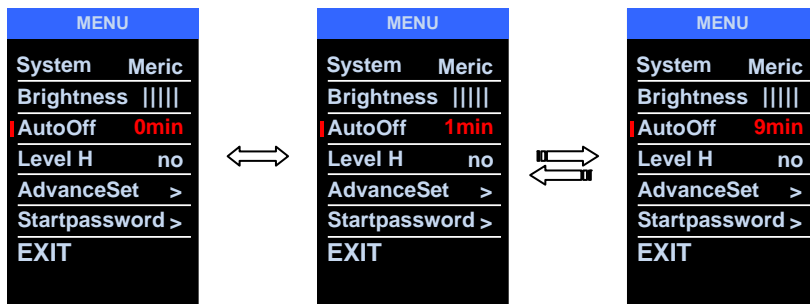 MENU
System Meric
Brightness |||||
AutoOff 0min
Level H no
AdvanceSet >
Startpassword >
EXIT
MENU
System Meric
Brightness |||||
AutoOff 1min
Level H no
AdvanceSet >
Startpassword >
EXIT
MENU
System Meric
Brightness |||||
AutoOff 9min
Level H no
AdvanceSet >
Startpassword >
EXIT